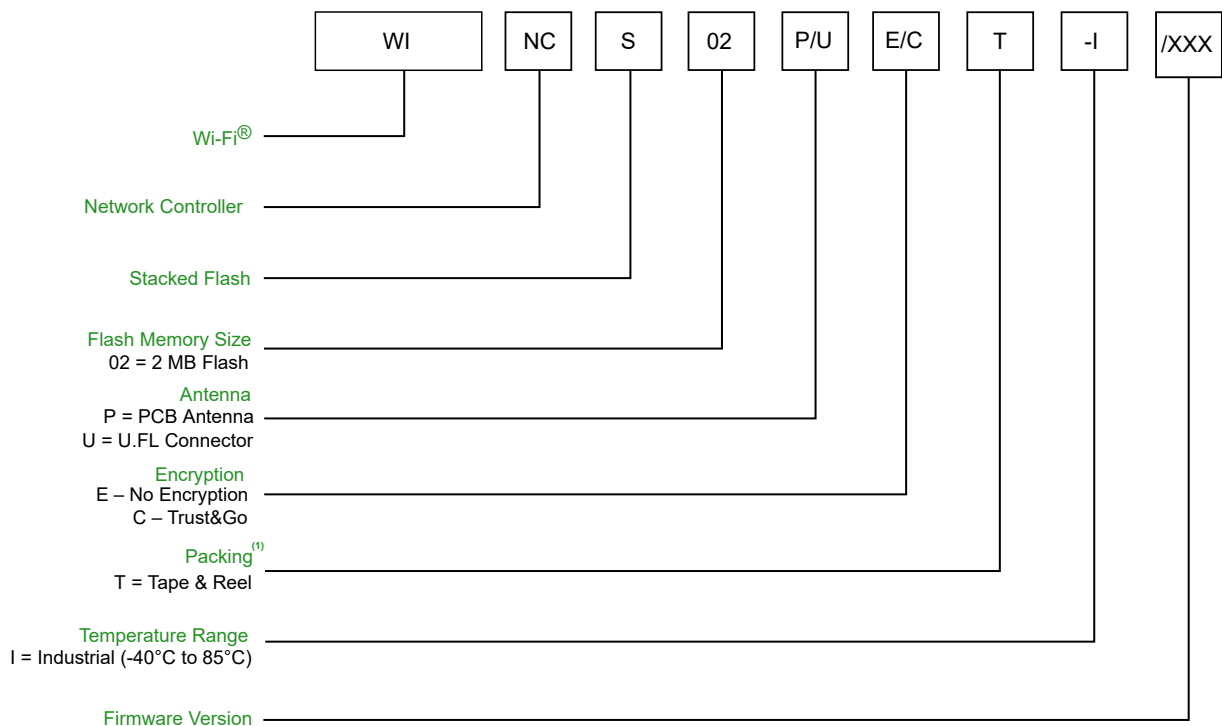 WI NC S 02 P/U E/C T -I /XXX
Wi-Fi®
Network Controller
Stacked Flash
Flash Memory Size
02 = 2 MB Flash
Antenna
P = PCB Antenna
U = U.FL Connector
Encryption
E – No Encryption
C – Trust&Go
Packing(1)
T = Tape & Reel
Temperature Range
I = Industrial (-40°C to 85°C)
Firmware Version